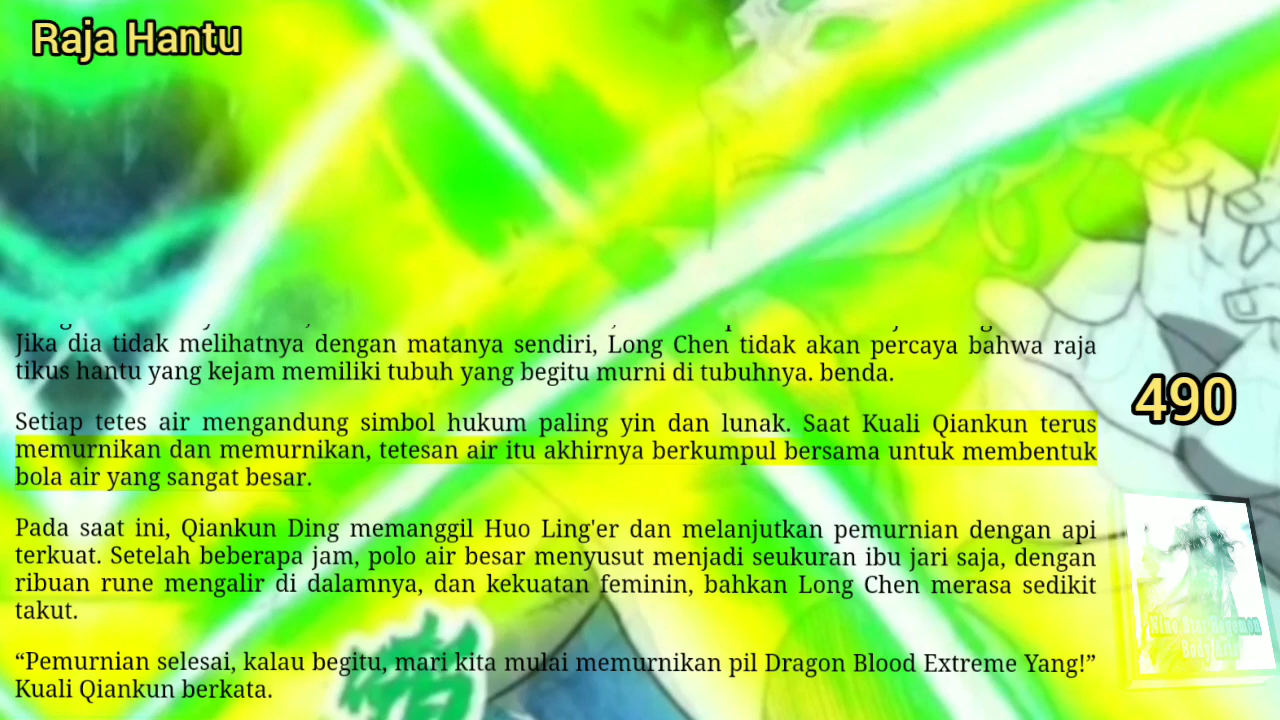 Raja Hantu
Jika dia tidak melihatnya dengan matanya sendiri, Long Chen tidak akan percaya bahwa raja
tikus hantu yang kejam memiliki tubuh yang begitu murni di tubuhnya. benda.
Setiap tetes air mengandung simbol hukum paling yin dan lunak. Saat Kuali Qiankun terus
memurnikan dan memurnikan, tetesan air itu akhirnya berkumpul bersama untuk membentuk
bola air yang sangat besar.
490
Pada saat ini, Qiankun Ding memanggil Huo Ling'er dan melanjutkan pemurnian dengan api
terkuat. Setelah beberapa jam, polo air besar menyusut menjadi seukuran ibu jari saja, dengan
ribuan rune mengalir di dalamnya, dan kekuatan feminin, bahkan Long Chen merasa sedikit
takut.
“Pemurnian selesai, kalau begitu, mari kita mulai memurnikan pil Dragon Blood Extreme Yang!”
Kuali Qiankun berkata.